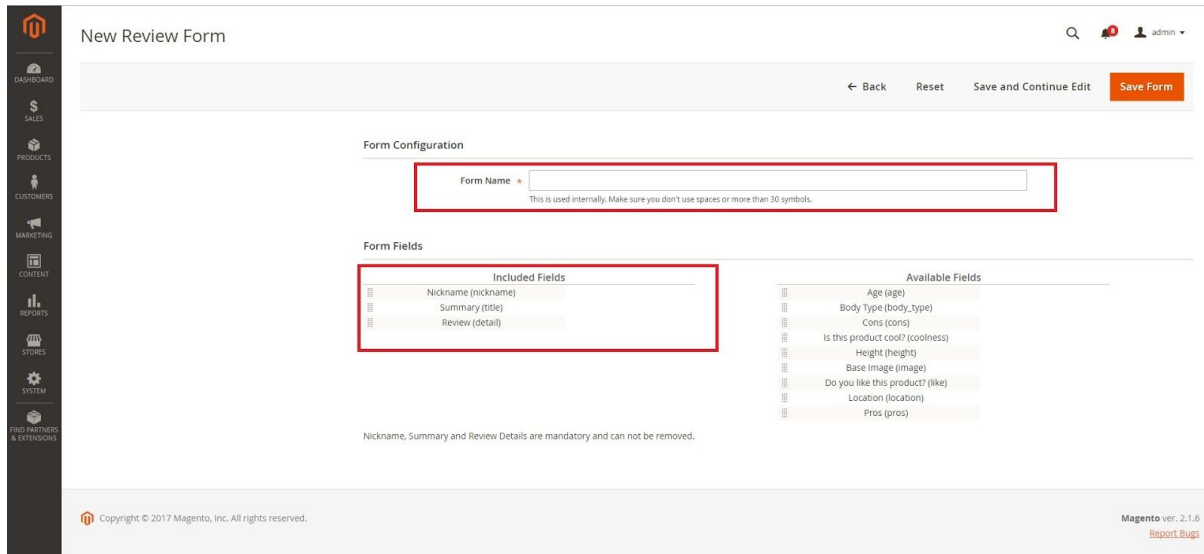 New Review Form
8
admin
← Back Reset Save and Continue Edit Save Form
DASHBOARD
SALES
PRODUCTS
CUSTOMERS
MARKETING
CONTENT
REPORTS
STORES
SYSTEM
FIND PARTNERS
& EXTENSIONS
Form Configuration
Form Name *
This is used internally. Make sure you don't use spaces or more than 30 symbols.
Form Fields
Included Fields
Nickname (nickname)
Summary (title)
Review (detail)
Available Fields
Age (age)
Body Type (body_type)
Cons (cons)
Is this product cool? (coolness)
Height (height)
Base Image (image)
Do you like this product? (like)
Location (location)
Pros (pros)
Nickname, Summary and Review Details are mandatory and can not be removed.
Copyright © 2017 Magento, Inc. All rights reserved.
Magento ver. 2.1.6
Report Bugs